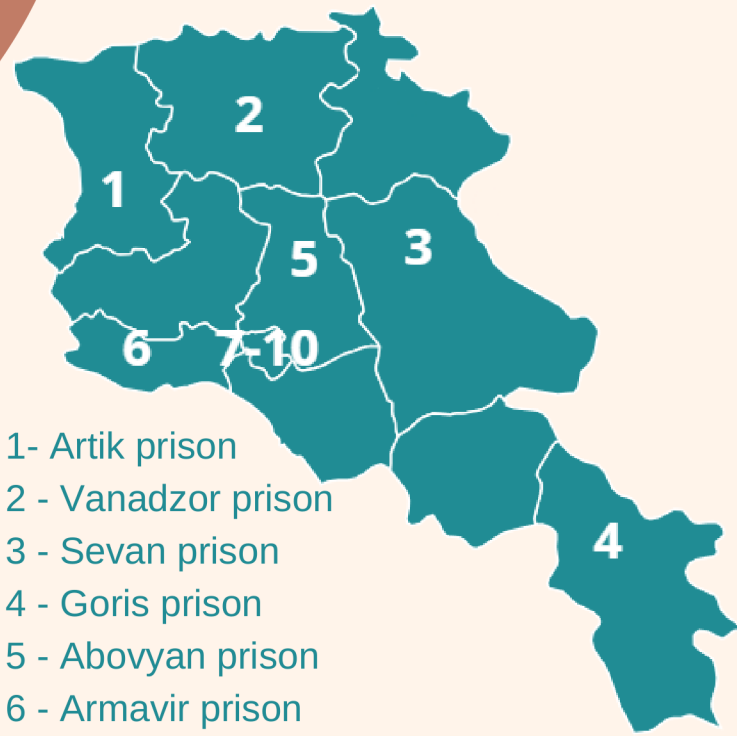 2
1
5
3
6
7-10
4
1- Artik prison
2 - Vanadzor prison
3 - Sevan prison
4 - Goris prison
5 - Abovyan prison
6 - Armavir prison